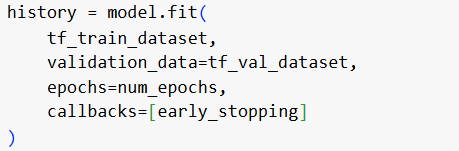 history = model.fit(
    tf_train_dataset,
    validation_data=tf_val_dataset,
    epochs=num_epochs,
    callbacks=[early_stopping]
)